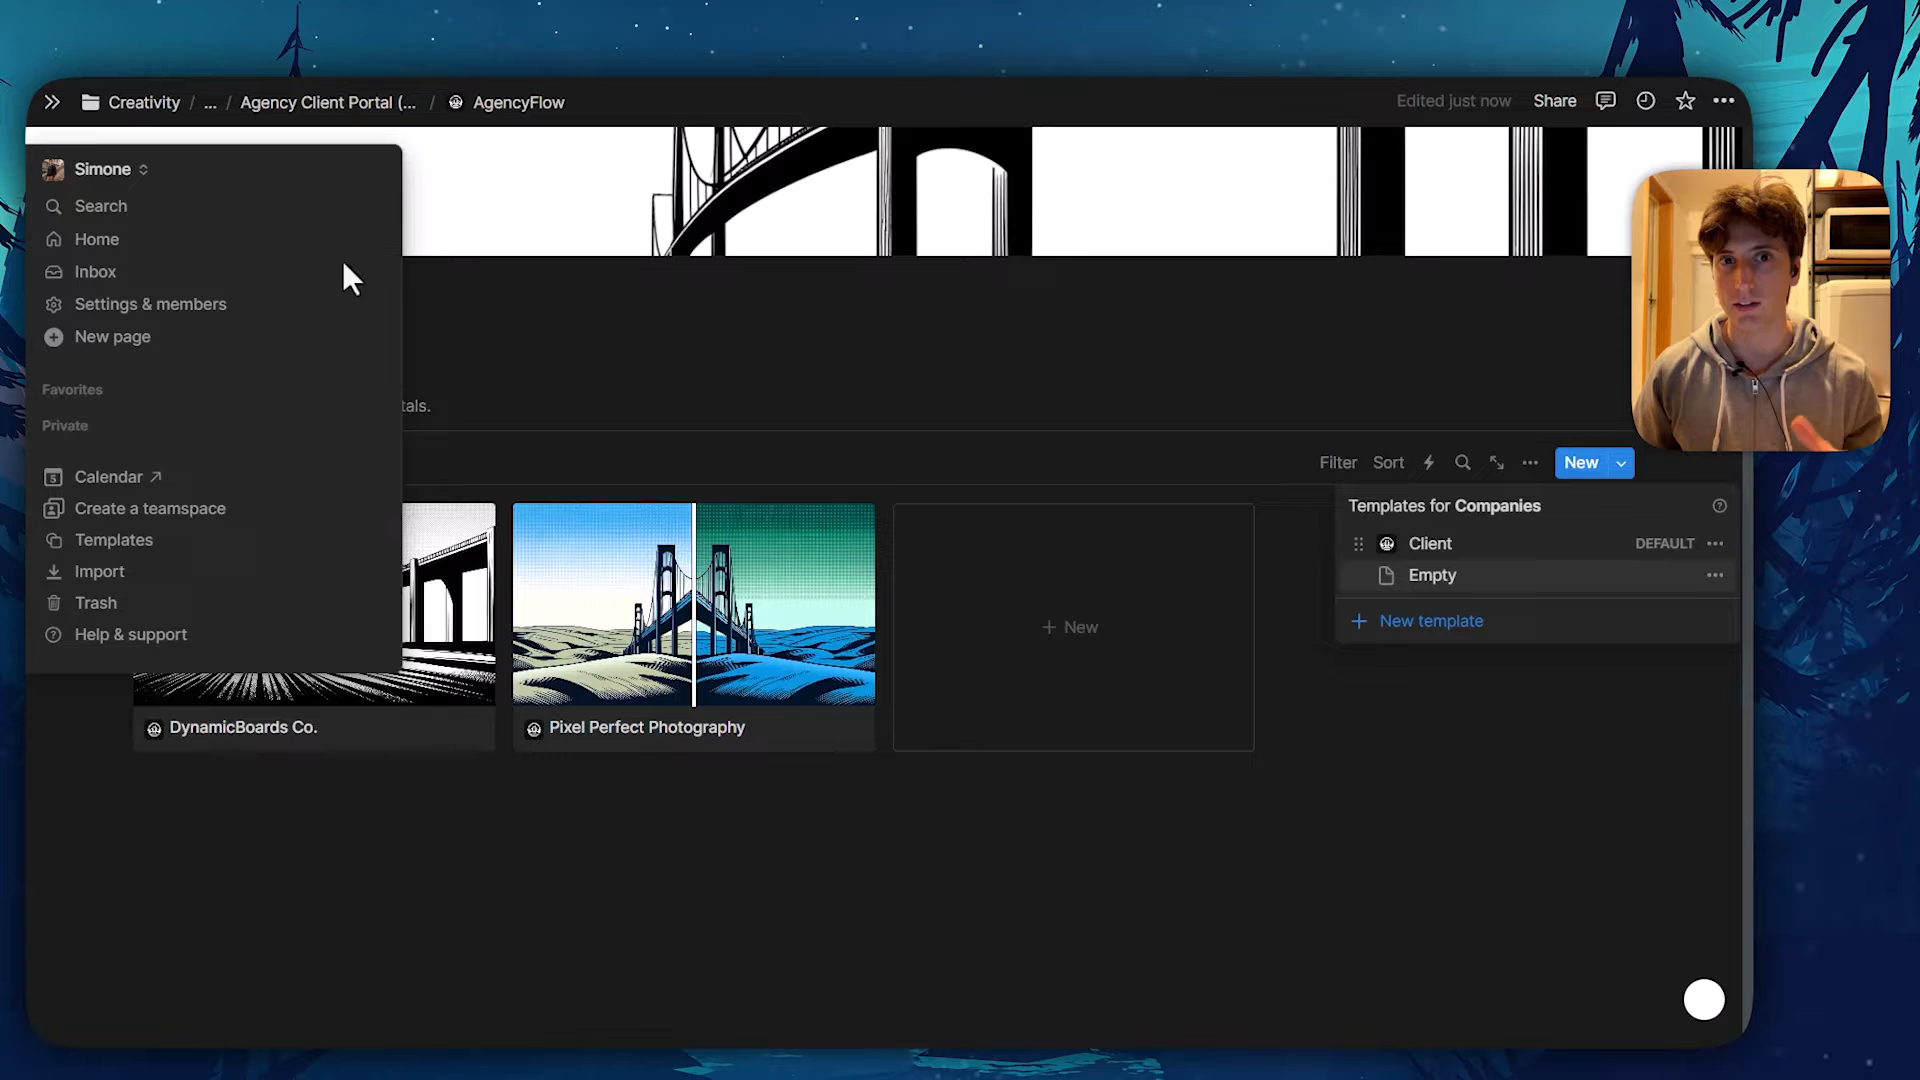 Creativity / ... / Agency Client Portal (... / AgencyFlow
Edited just now Share
Simone
Search
Home
Inbox
Settings & members
New page
Favorites
tals.
Private
Filter Sort New
5 Calendar
Create a teamspace
Templates
Import
Trash
Help & support
Templates for Companies
Client DEFAULT
Empty
New template
New
DynamicBoards Co.
Pixel Perfect Photography